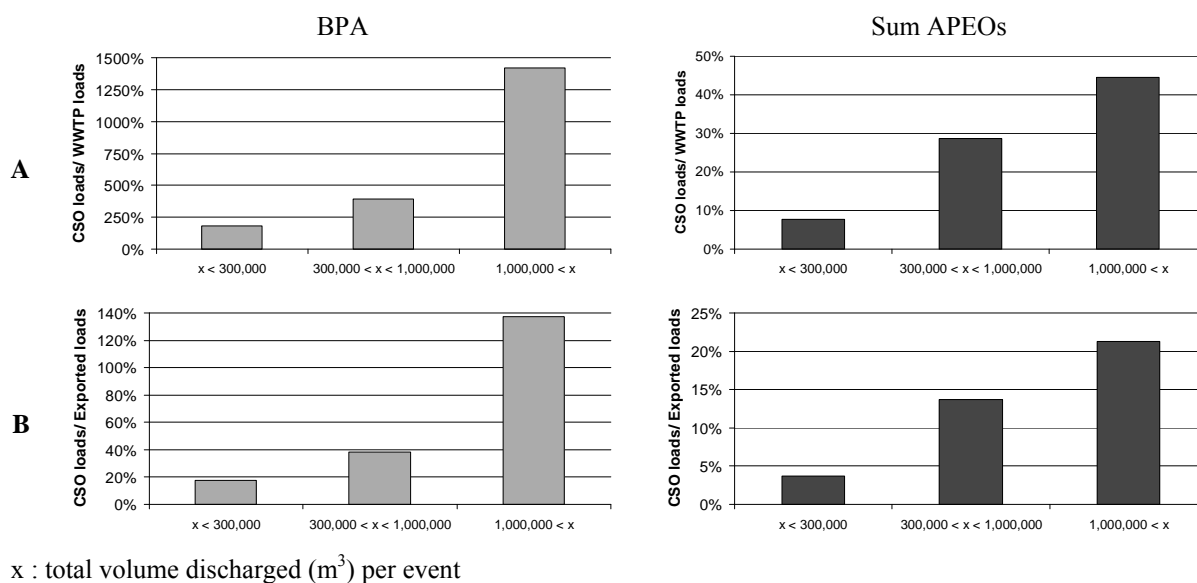 BPA
Sum APEOs
A
CSO loads/ WWTP loads
1500%
1250%
1000%
750%
500%
250%
0%
x < 300,000
300,000 < x < 1,000,000
1,000,000 < x
CSO loads/ WWTP loads
50%
40%
30%
20%
10%
0%
x < 300,000
300,000 < x < 1,000,000
1,000,000 < x
B
CSO loads/ Exported loads
140%
120%
100%
80%
60%
40%
20%
0%
x < 300,000
300,000 < x < 1,000,000
1,000,000 < x
CSO loads/ Exported loads
25%
20%
15%
10%
5%
0%
x < 300,000
300,000 < x < 1,000,000
1,000,000 < x
x : total volume discharged (m³) per event